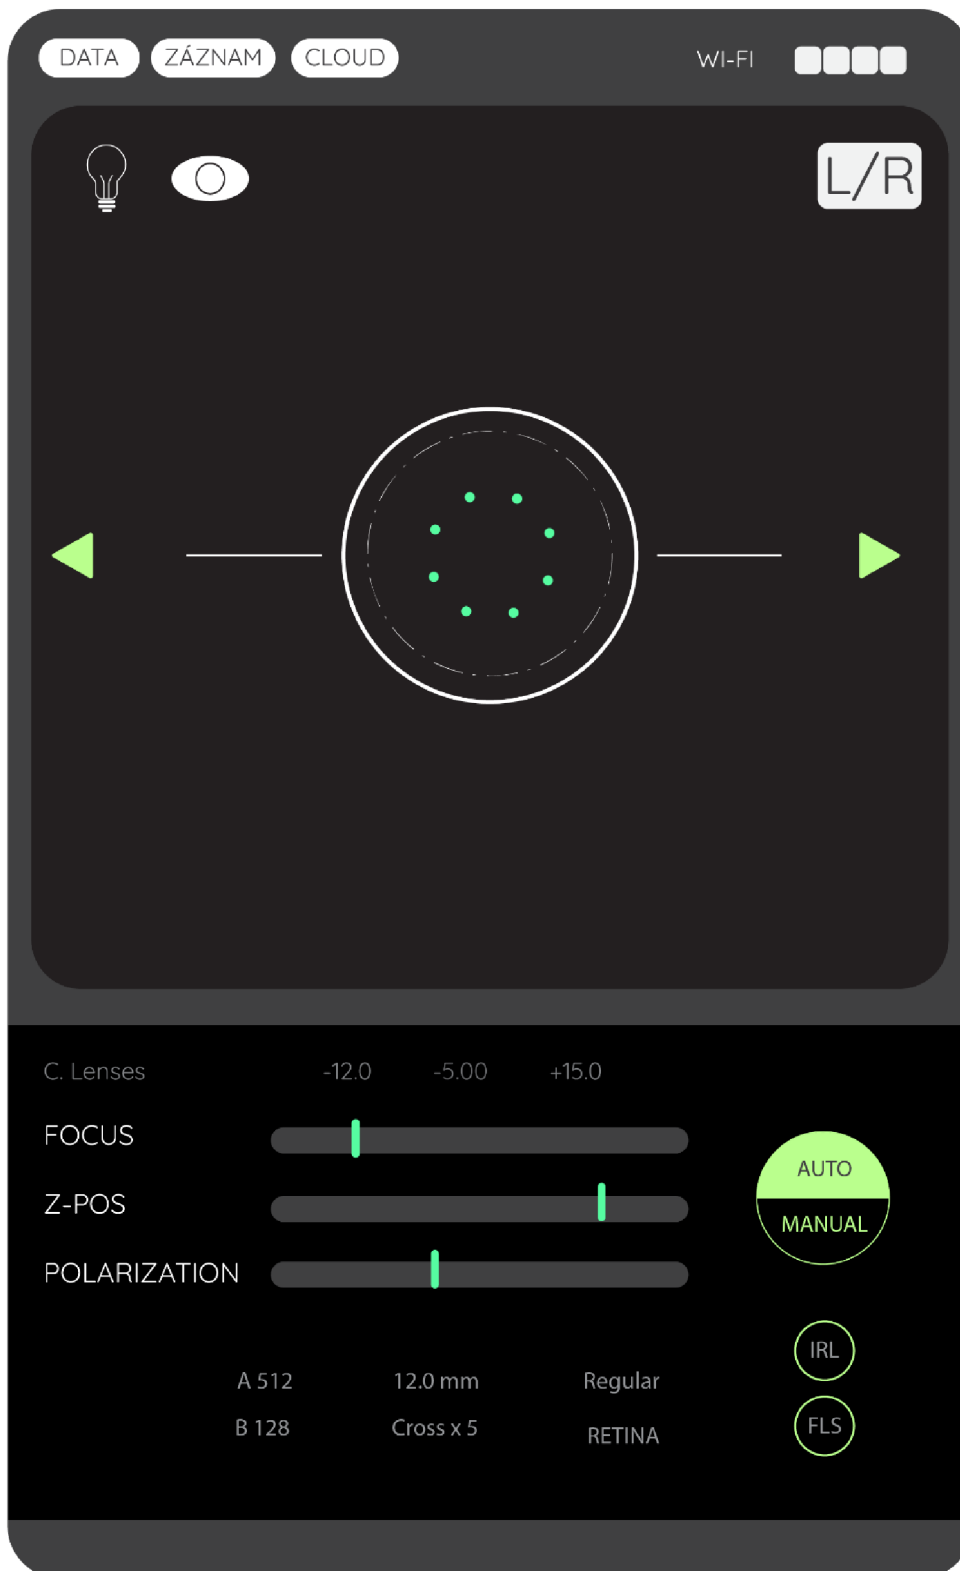 DATA ZÁZNAM CLOUD WI-FI
L/R
C. Lenses -12.0 -5.00 +15.0
FOCUS
Z-POS
POLARIZATION
AUTO
MANUAL
IRL
A 512 12.0 mm Regular
B 128 Cross x 5 RETINA
FLS